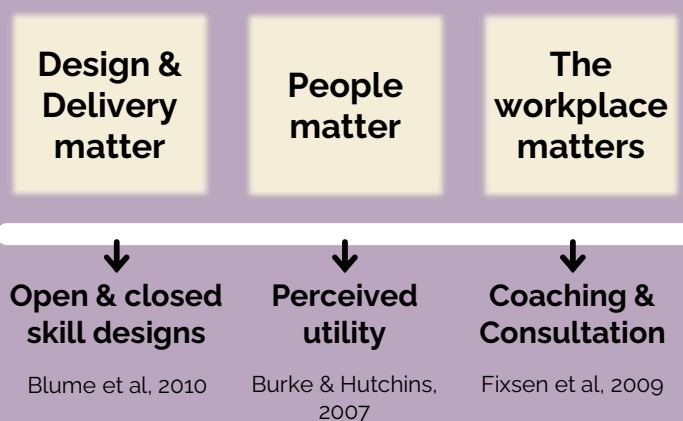 Design &
Delivery
matter
People
matter
The
workplace
matters
Open & closed
skill designs
Blume et al, 2010
Perceived
utility
Burke & Hutchins,
2007
Coaching &
Consultation
Fixsen et al, 2009